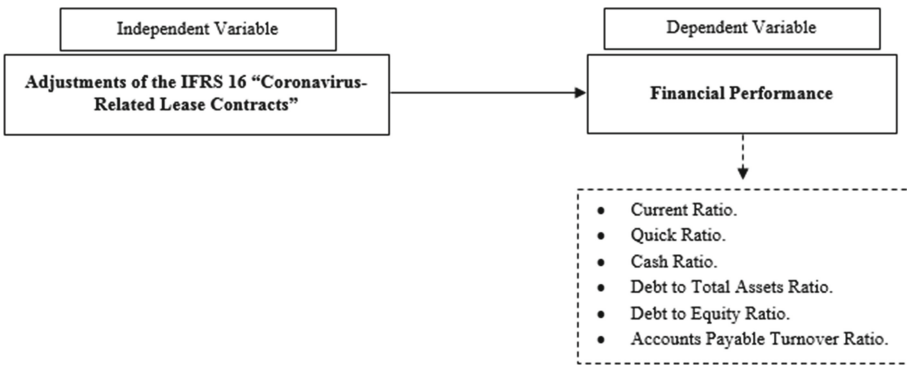 Independent Variable
Dependent Variable
Adjustments of the IFRS 16 “Coronavirus-
Related Lease Contracts”
Financial Performance
• Current Ratio.
• Quick Ratio.
• Cash Ratio.
• Debt to Total Assets Ratio.
• Debt to Equity Ratio.
• Accounts Payable Turnover Ratio.